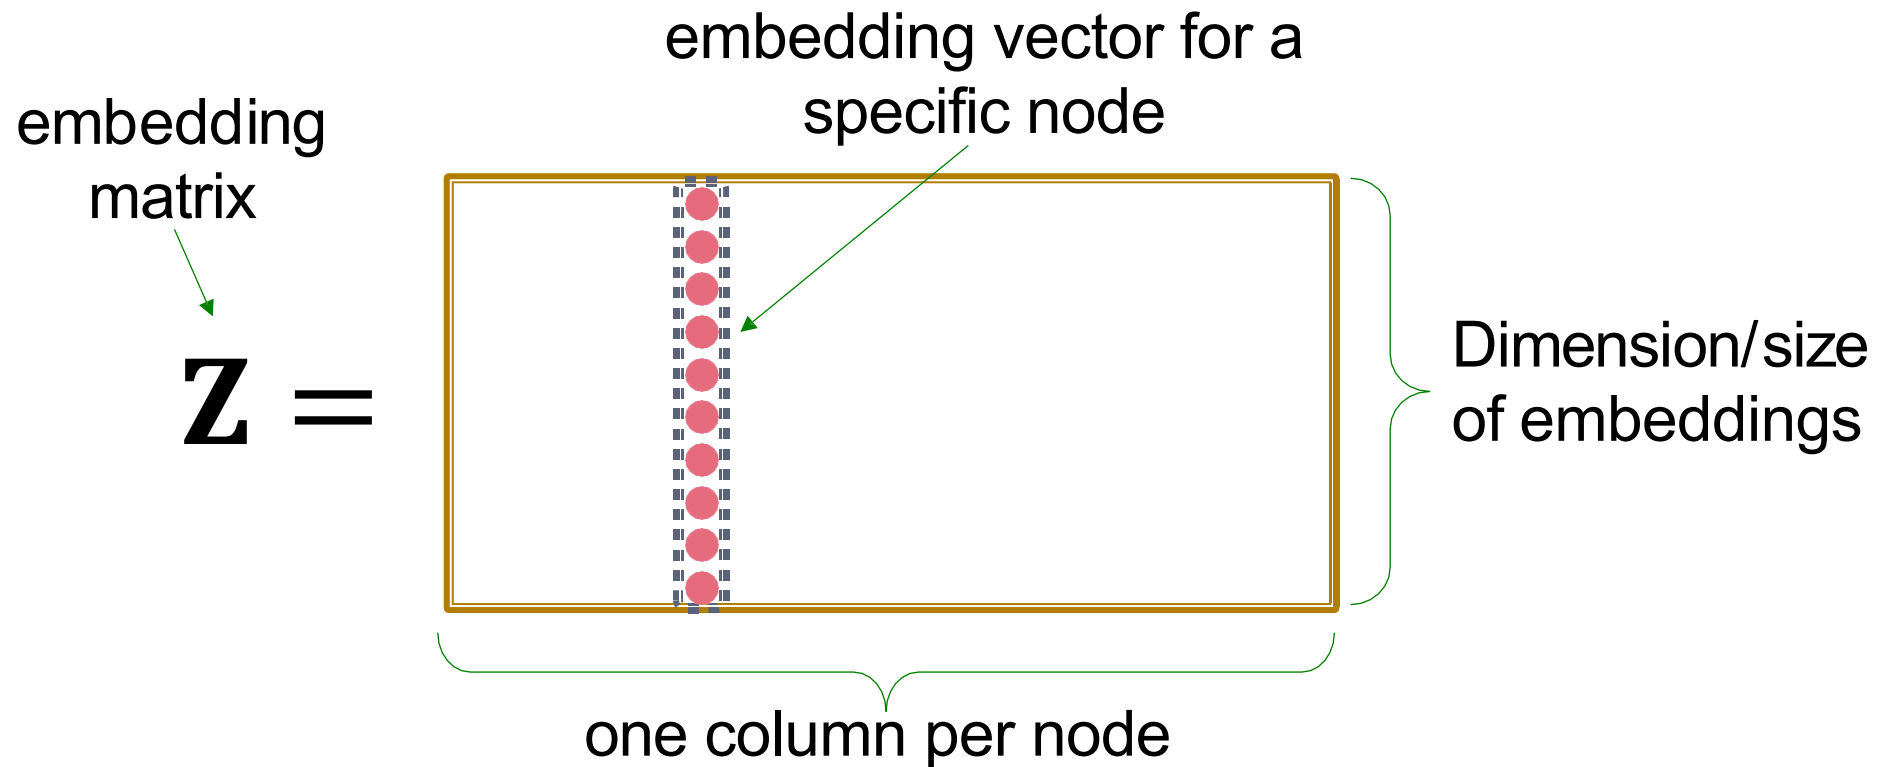 embedding vector for a
specific node
embedding
matrix
Z =
Dimension/size
of embeddings
one column per node